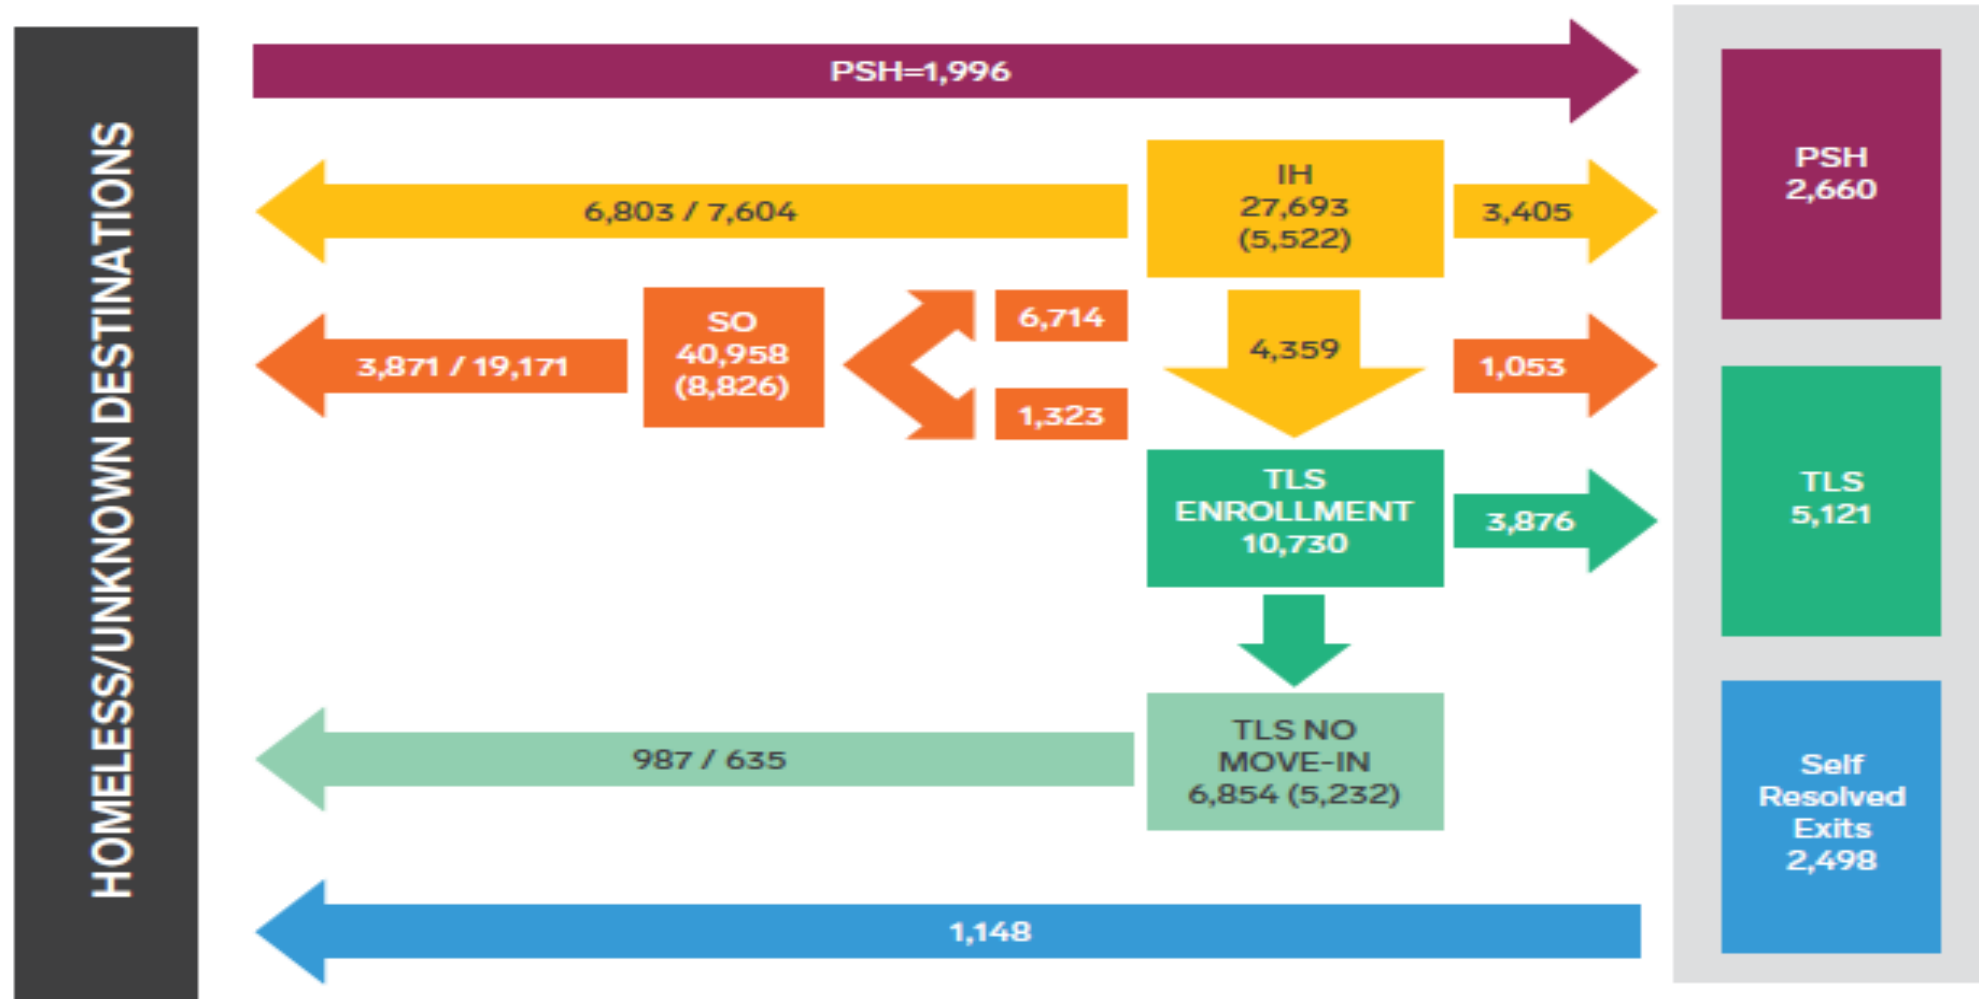 HOMELESS/UNKNOWN DESTINATIONS
PSH=1,996
6,803 / 7,604
IH
27,693
(5,522)
3,405
3,871 / 19,171
SO
40,958
(8,826)
6,714
1,323
4,359
1,053
TLS
ENROLLMENT
10,730
3,876
987 / 635
TLS NO
MOVE-IN
6,854 (5,232)
1,148
PSH
2,660
TLS
5,121
Self
Resolved
Exits
2,498